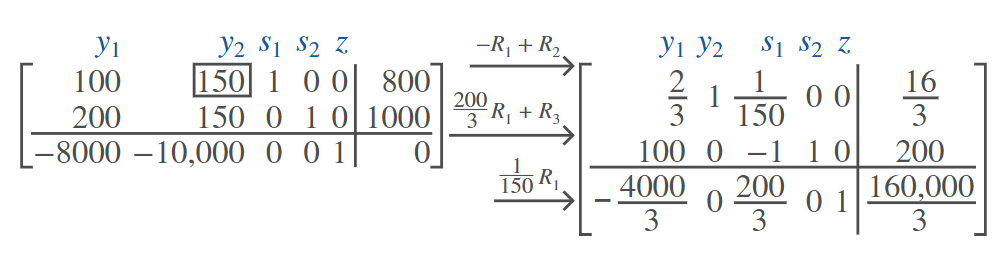 y₁ y₂ s₁ s₂ z
100 150 1 0 0 800
200 150 0 1 0 1000
−8000 −10,000 0 0 1 0
−R₁ + R₂
200/3 R₁ + R₃
1/150 R₁
y₁ y₂ s₁ s₂ z
2/3 1 1/150 0 0 16/3
100 0 −1 1 0 200
−4000/3 0 200/3 0 1 160,000/3